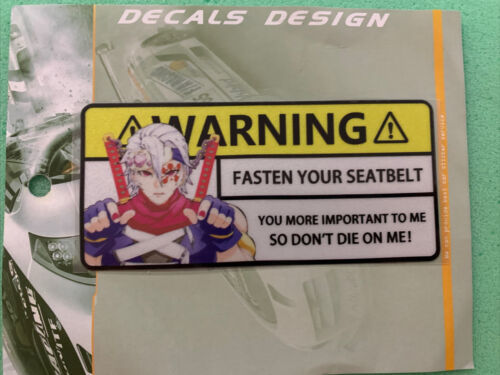 DECALS DESIGN
WARNING
FASTEN YOUR SEATBELT
YOU MORE IMPORTANT TO ME
SO DON'T DIE ON ME!